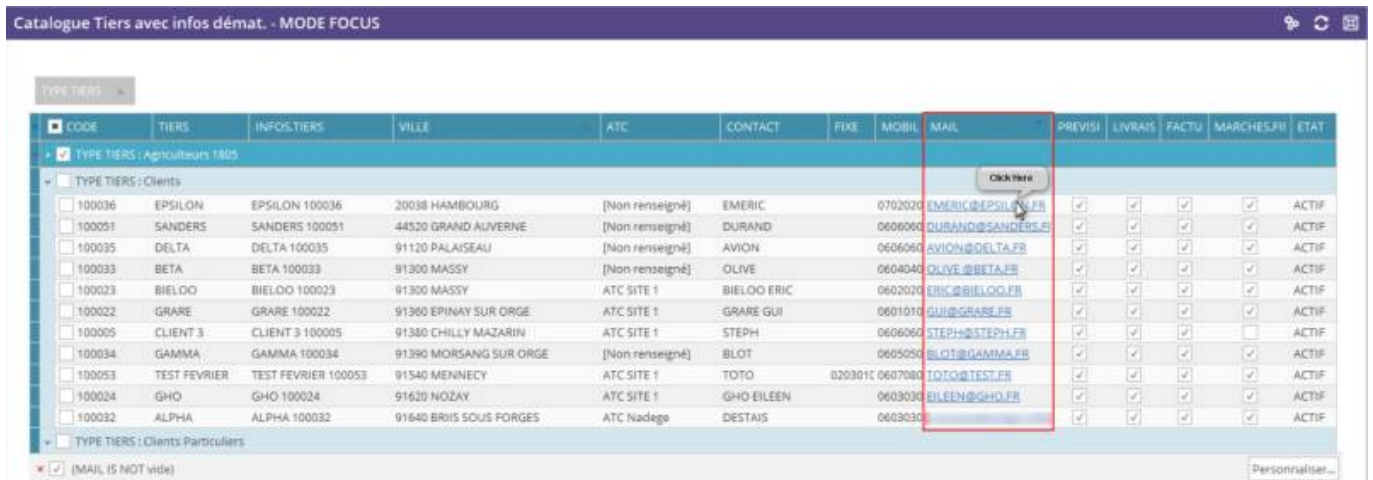 Catalogue Tiers avec infos démat. - MODE FOCUS
TYPE TIERS
CODE TIERS INFOS.TIERS VILLE ATC CONTACT FIXE MOBIL MAIL PREVISI LIVRAIS FACTU MARCHES.FII ETAT
TYPE TIERS : Agriculteurs 1805
TYPE TIERS : Clients
Click Here
100036 EPSILON EPSILON 100036 20038 HAMBOURG [Non renseigné] EMERIC 0702020 EMERIC@EPSILON.FR ACTIF
100051 SANDERS SANDERS 100051 44520 GRAND AUVERNE [Non renseigné] DURAND 0606060 DURAND@SANDERS.FI ACTIF
100035 DELTA DELTA 100035 91120 PALAISEAU [Non renseigné] AVION 0606060 AVION@DELTA.FR ACTIF
100033 BETA BETA 100033 91300 MASSY [Non renseigné] OLIVE 0604040 OLIVE @BETA.FR ACTIF
100023 BIELOO BIELOO 100023 91300 MASSY ATC SITE 1 BIELOO ERIC 0602020 ERIC@BIELOO.FR ACTIF
100022 GRARE GRARE 100022 91360 EPINAY SUR ORGE ATC SITE 1 GRARE GUI 0601010 GUI@GRARE.FR ACTIF
100005 CLIENT 3 CLIENT 3 100005 91380 CHILLY MAZARIN ATC SITE 1 STEPH 0606060 STEPH@STEPH.FR ACTIF
100034 GAMMA GAMMA 100034 91390 MORSANG SUR ORGE [Non renseigné] BLOT 0605050 BLOT@GAMMA.FR ACTIF
100053 TEST FEVRIER TEST FEVRIER 100053 91540 MENNECY ATC SITE 1 TOTO 020301C 0607080 TOTO@TEST.FR ACTIF
100024 GHO GHO 100024 91620 NOZAY ATC SITE 1 GHO EILEEN 0603030 EILEEN@GHO.FR ACTIF
100032 ALPHA ALPHA 100032 91640 BRIIS SOUS FORGES ATC Nadege DESTAIS 0603030 ACTIF
TYPE TIERS : Clients Particuliers
(MAIL IS NOT vide) Personnaliser...